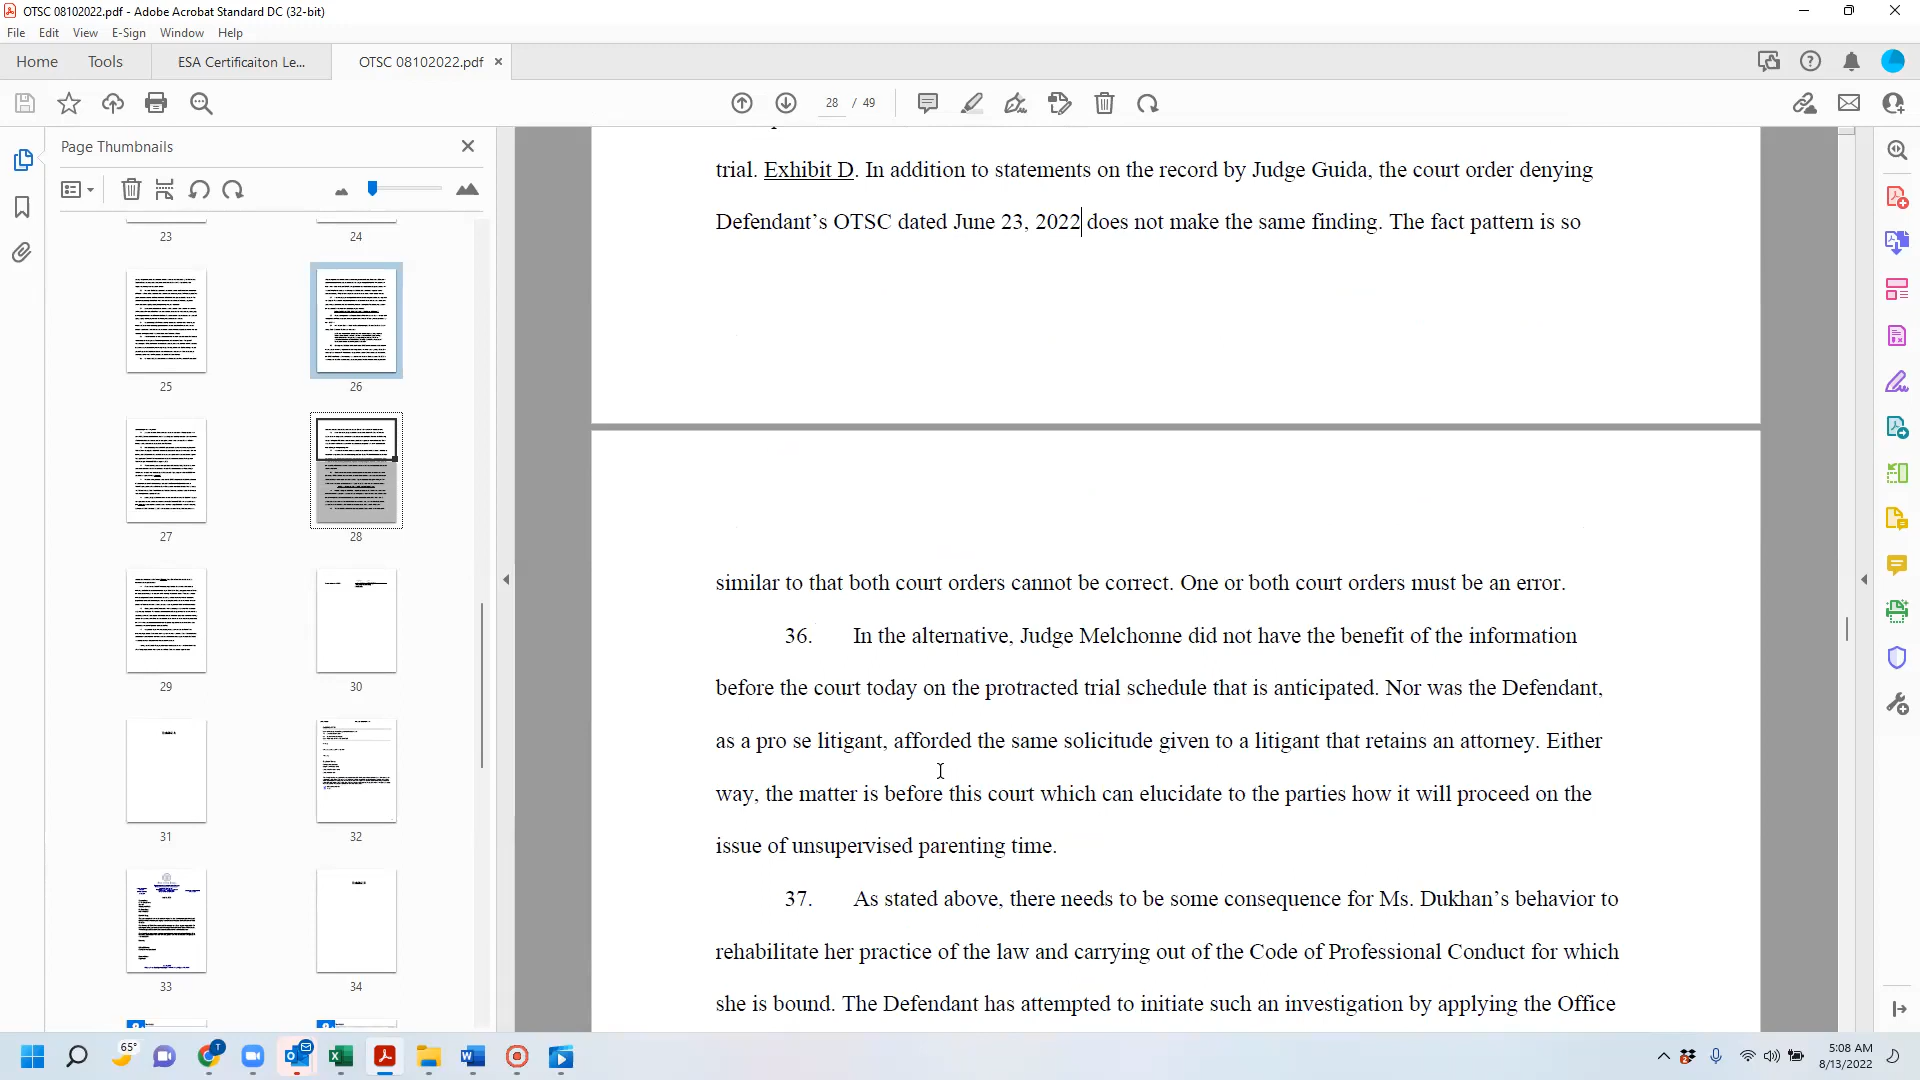 OTSC 08102022.pdf - Adobe Acrobat Standard DC (32-bit)
File Edit View E-Sign Window Help
Home Tools ESA Certificaiton Le... OTSC 08102022.pdf ×
28 / 49
Page Thumbnails
23 24
25 26
27 28
29 30
31 32
33 34
trial. Exhibit D. In addition to statements on the record by Judge Guida, the court order denying
Defendant’s OTSC dated June 23, 2022 does not make the same finding. The fact pattern is so
similar to that both court orders cannot be correct. One or both court orders must be an error.
36. In the alternative, Judge Melchonne did not have the benefit of the information
before the court today on the protracted trial schedule that is anticipated. Nor was the Defendant,
as a pro se litigant, afforded the same solicitude given to a litigant that retains an attorney. Either
way, the matter is before this court which can elucidate to the parties how it will proceed on the
issue of unsupervised parenting time.
37. As stated above, there needs to be some consequence for Ms. Dukhan’s behavior to
rehabilitate her practice of the law and carrying out of the Code of Professional Conduct for which
she is bound. The Defendant has attempted to initiate such an investigation by applying the Office
65°
5:08 AM
8/13/2022